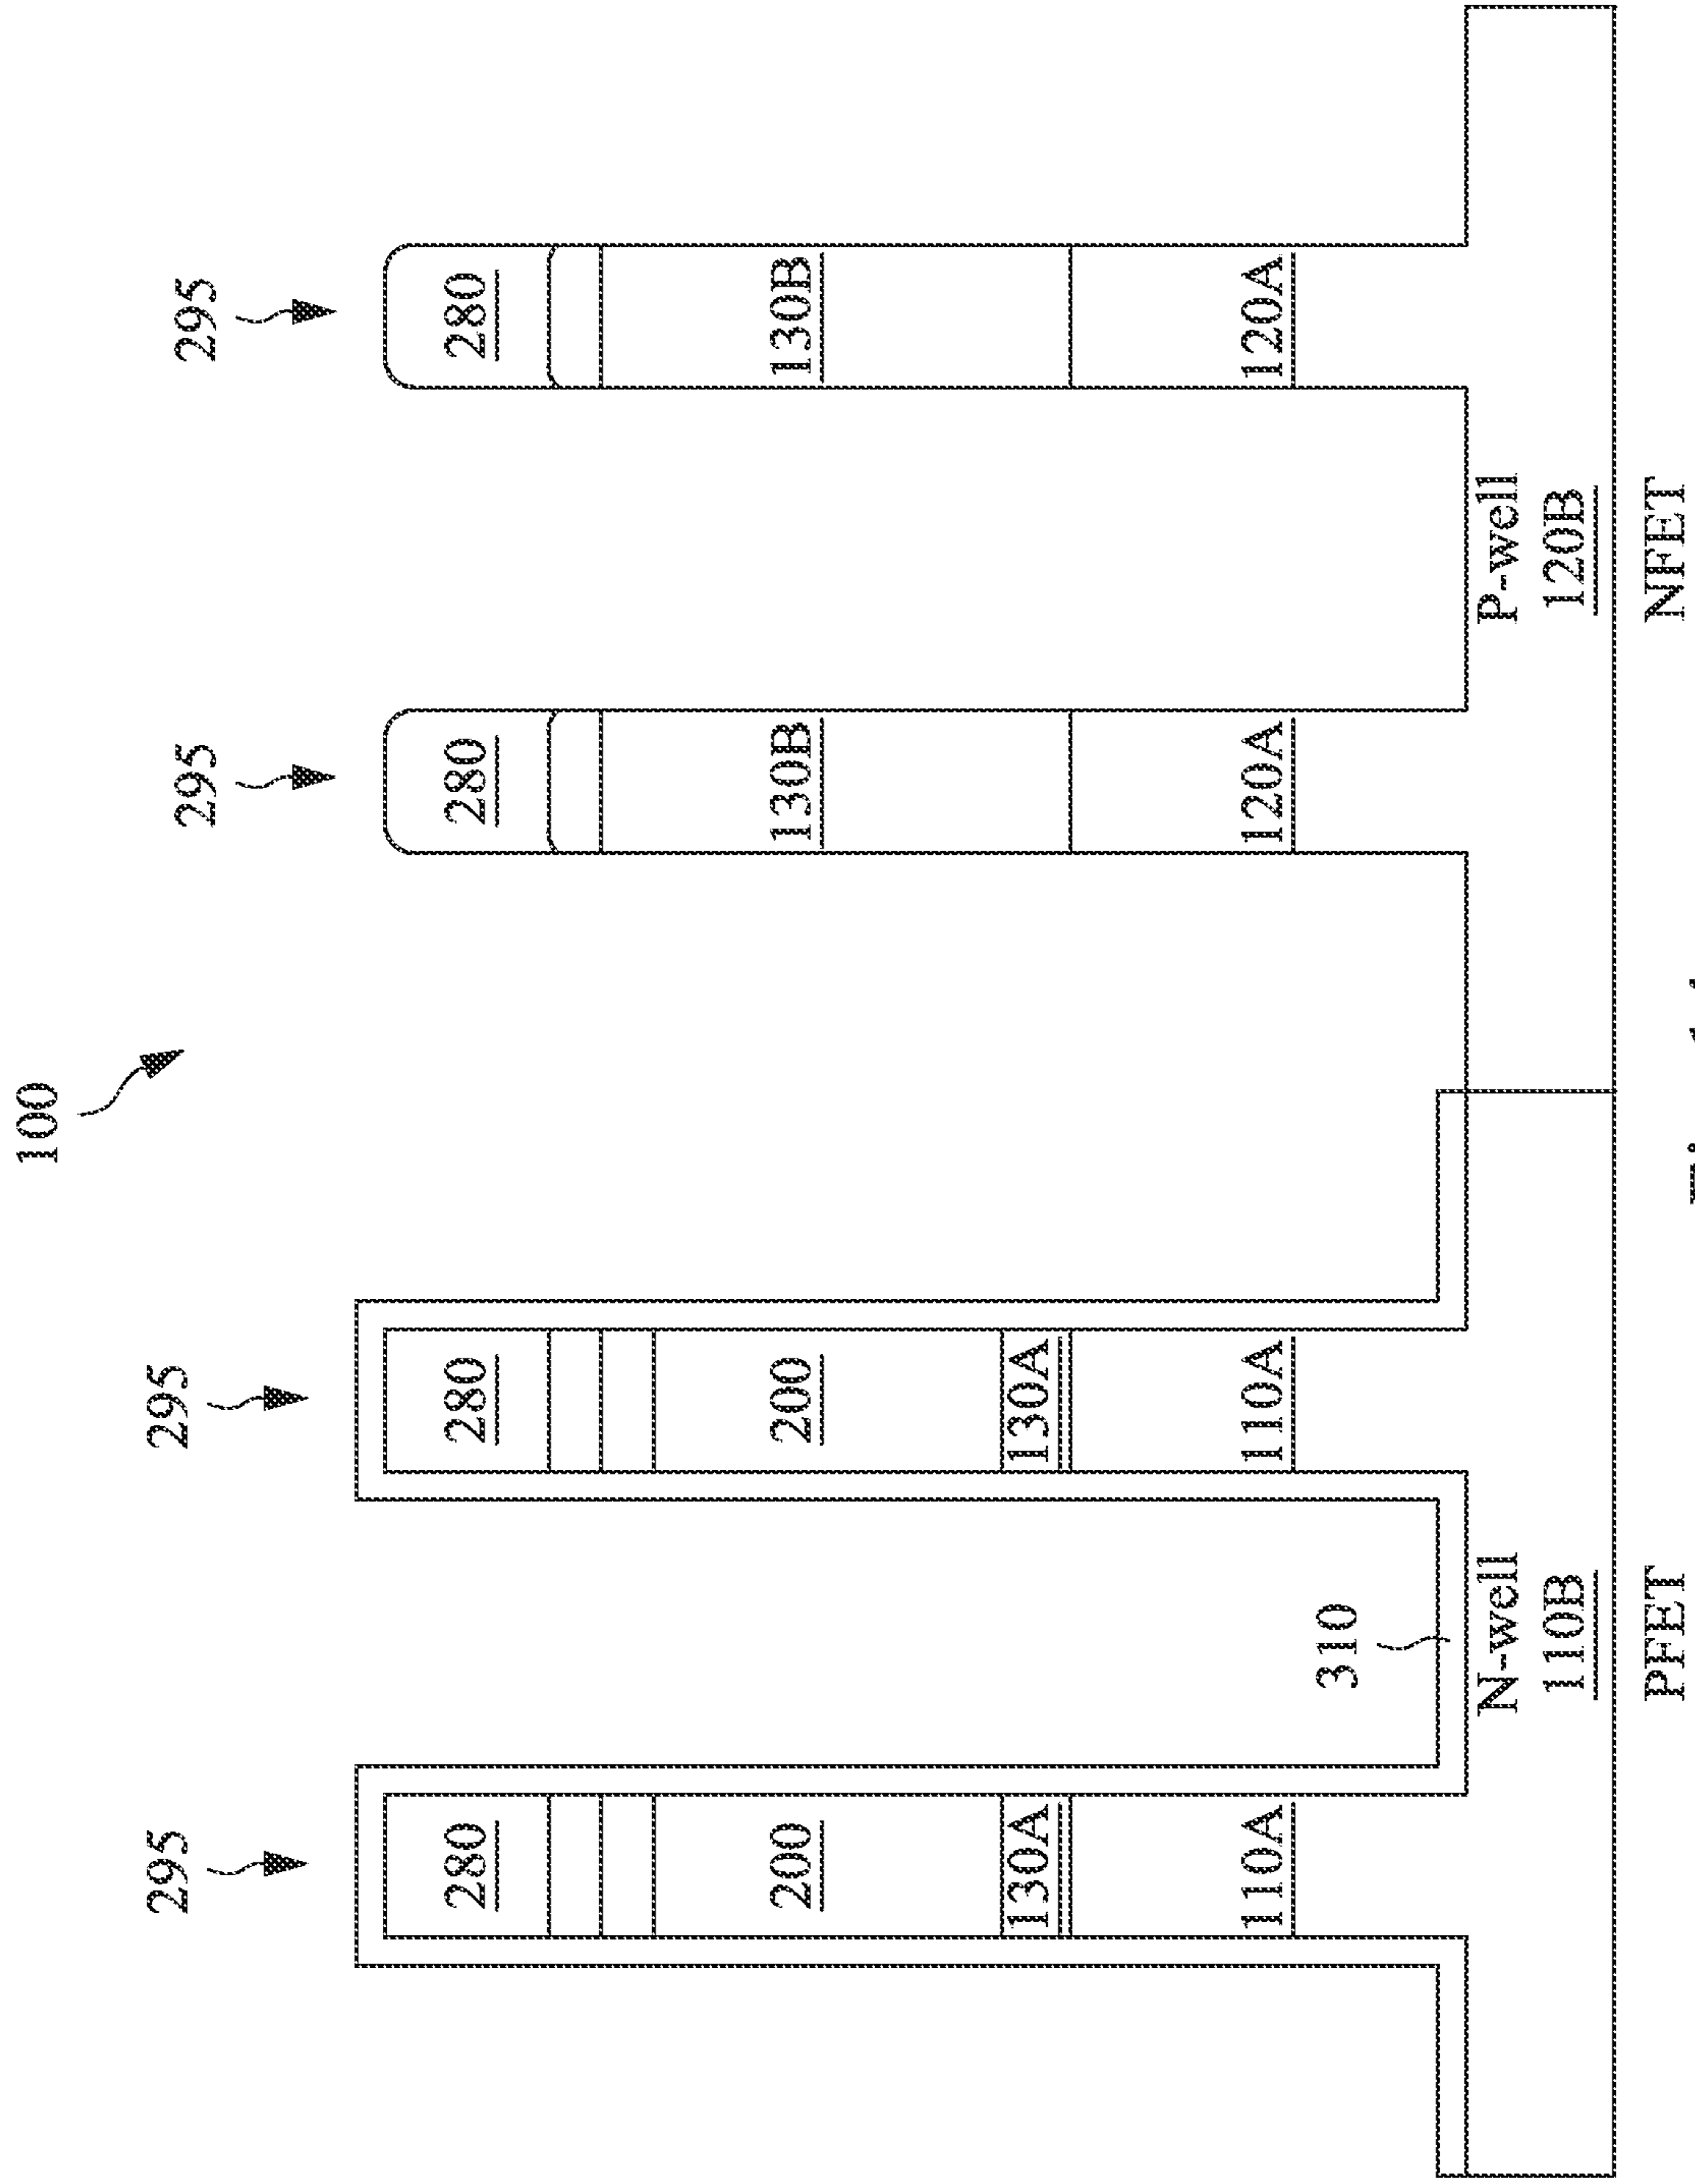 100
295 295 295 295
280 280 280 280
200 200 130B 130B
130A 130A
110A 110A 120A 120A
310
N-well P-well
110B 120B
PFET NFET